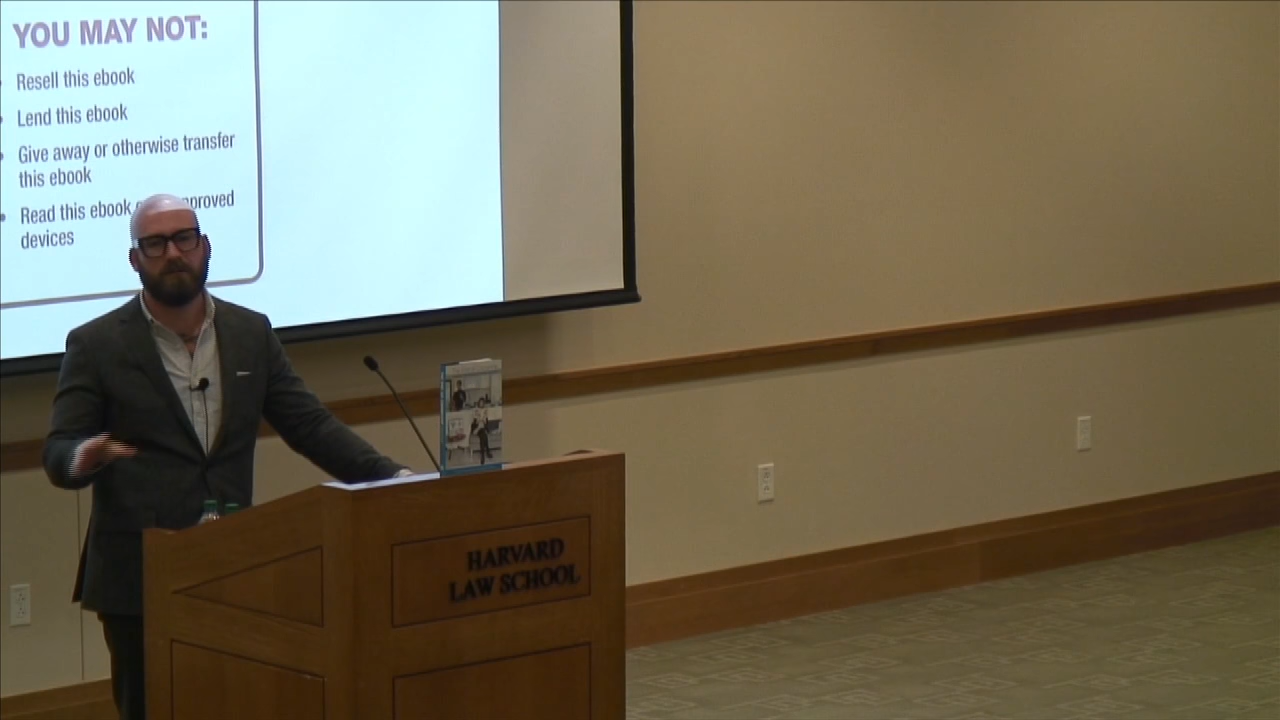 YOU MAY NOT:
Resell this ebook
Lend this ebook
Give away or otherwise transfer
this ebook
Read this ebook
devices
HARVARD
LAW SCHOOL